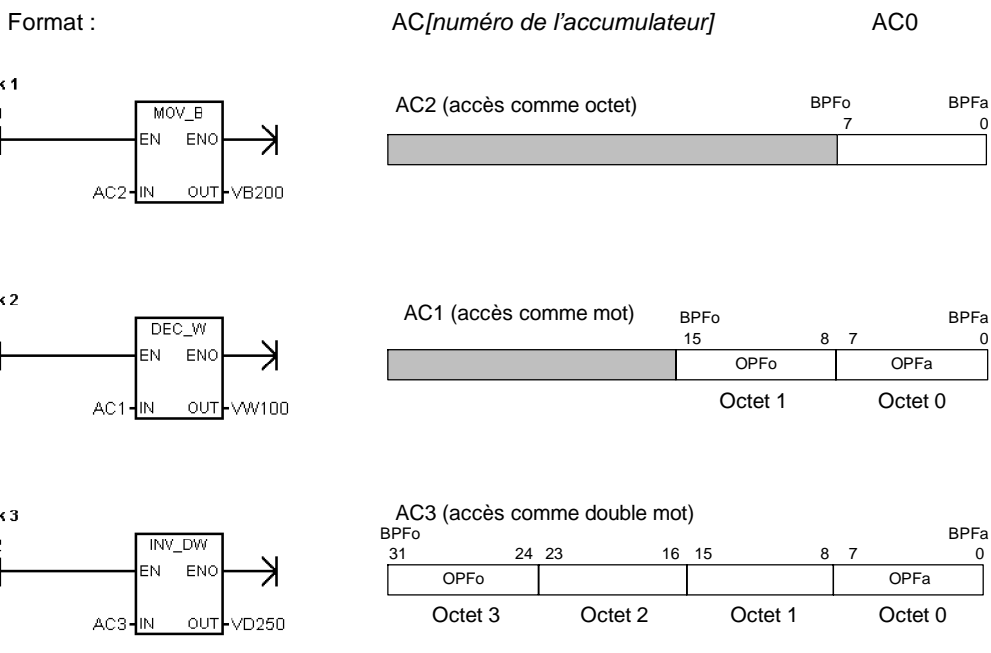 Format :
AC[numéro de l'accumulateur]
AC0
k 1
MOV_B
EN ENO
AC2 IN OUT VB200
AC2 (accès comme octet)
BPFo BPFa
7 0
k 2
DEC_W
EN ENO
AC1 IN OUT VW100
AC1 (accès comme mot)
BPFo BPFa
15 8 7 0
OPFo OPFa
Octet 1 Octet 0
k 3
INV_DW
EN ENO
AC3 IN OUT VD250
AC3 (accès comme double mot)
BPFo BPFa
31 24 23 16 15 8 7 0
OPFo OPFa
Octet 3 Octet 2 Octet 1 Octet 0